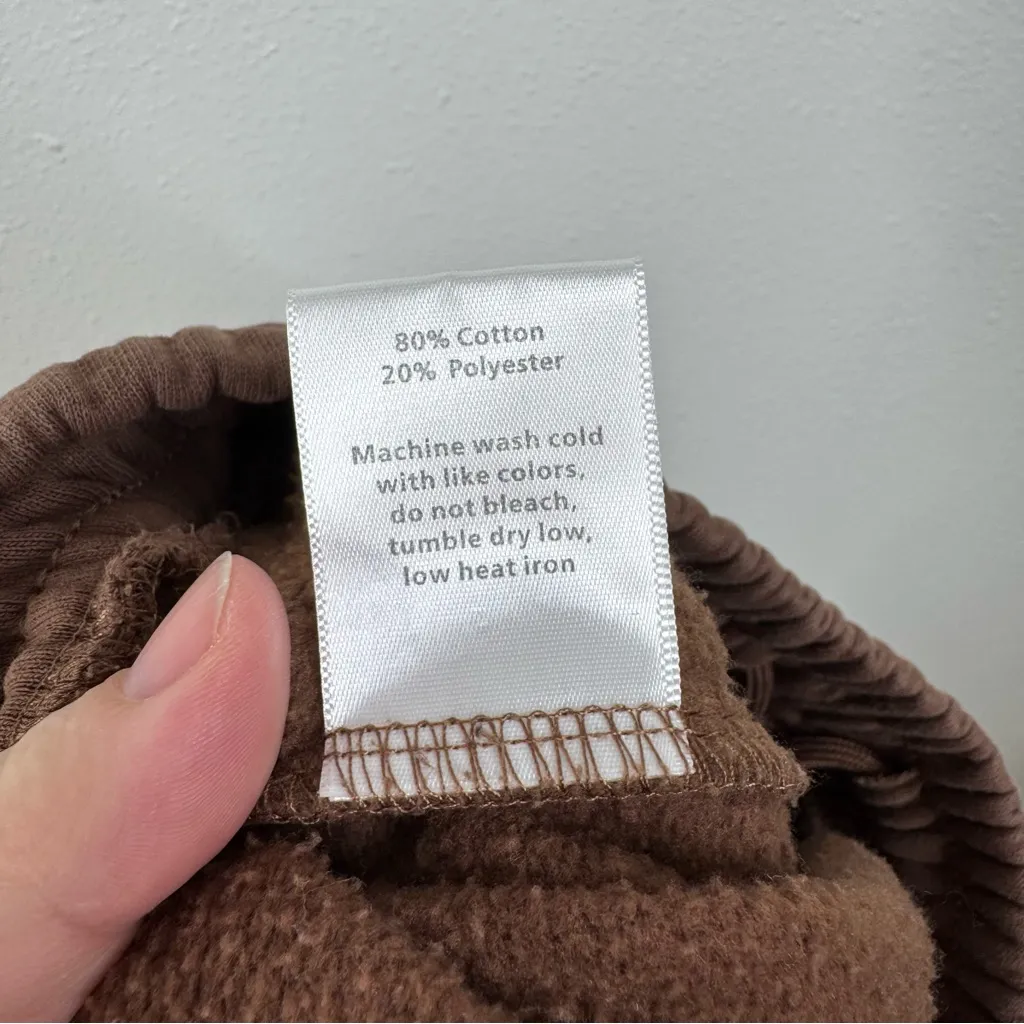 80% Cotton
20% Polyester
Machine wash cold
with like colors,
do not bleach,
tumble dry low,
low heat iron